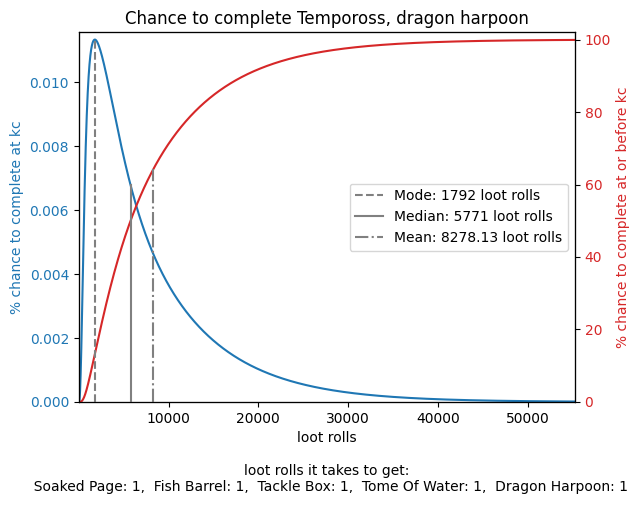 Chance to complete Tempoross, dragon harpoon
% chance to complete at kc
0.010
0.008
0.006
0.004
0.002
0.000
10000 20000 30000 40000 50000
loot rolls
100
80
60
40
20
0
% chance to complete at or before kc
Mode: 1792 loot rolls
Median: 5771 loot rolls
Mean: 8278.13 loot rolls
loot rolls it takes to get:
Soaked Page: 1,  Fish Barrel: 1,  Tackle Box: 1,  Tome Of Water: 1,  Dragon Harpoon: 1